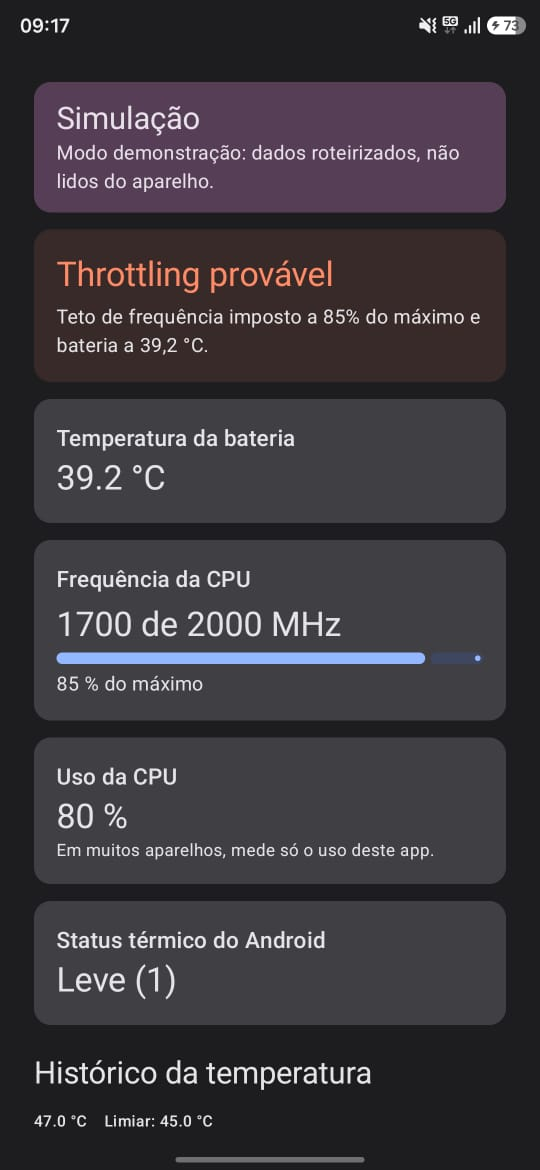 09:17
5G
73
Simulação
Modo demonstração: dados roteirizados, não
lidos do aparelho.
Throttling provável
Teto de frequência imposto a 85% do máximo e
bateria a 39,2 °C.
Temperatura da bateria
39.2 °C
Frequência da CPU
1700 de 2000 MHz
85 % do máximo
Uso da CPU
80 %
Em muitos aparelhos, mede só o uso deste app.
Status térmico do Android
Leve (1)
Histórico da temperatura
47.0 °C Limiar: 45.0 °C